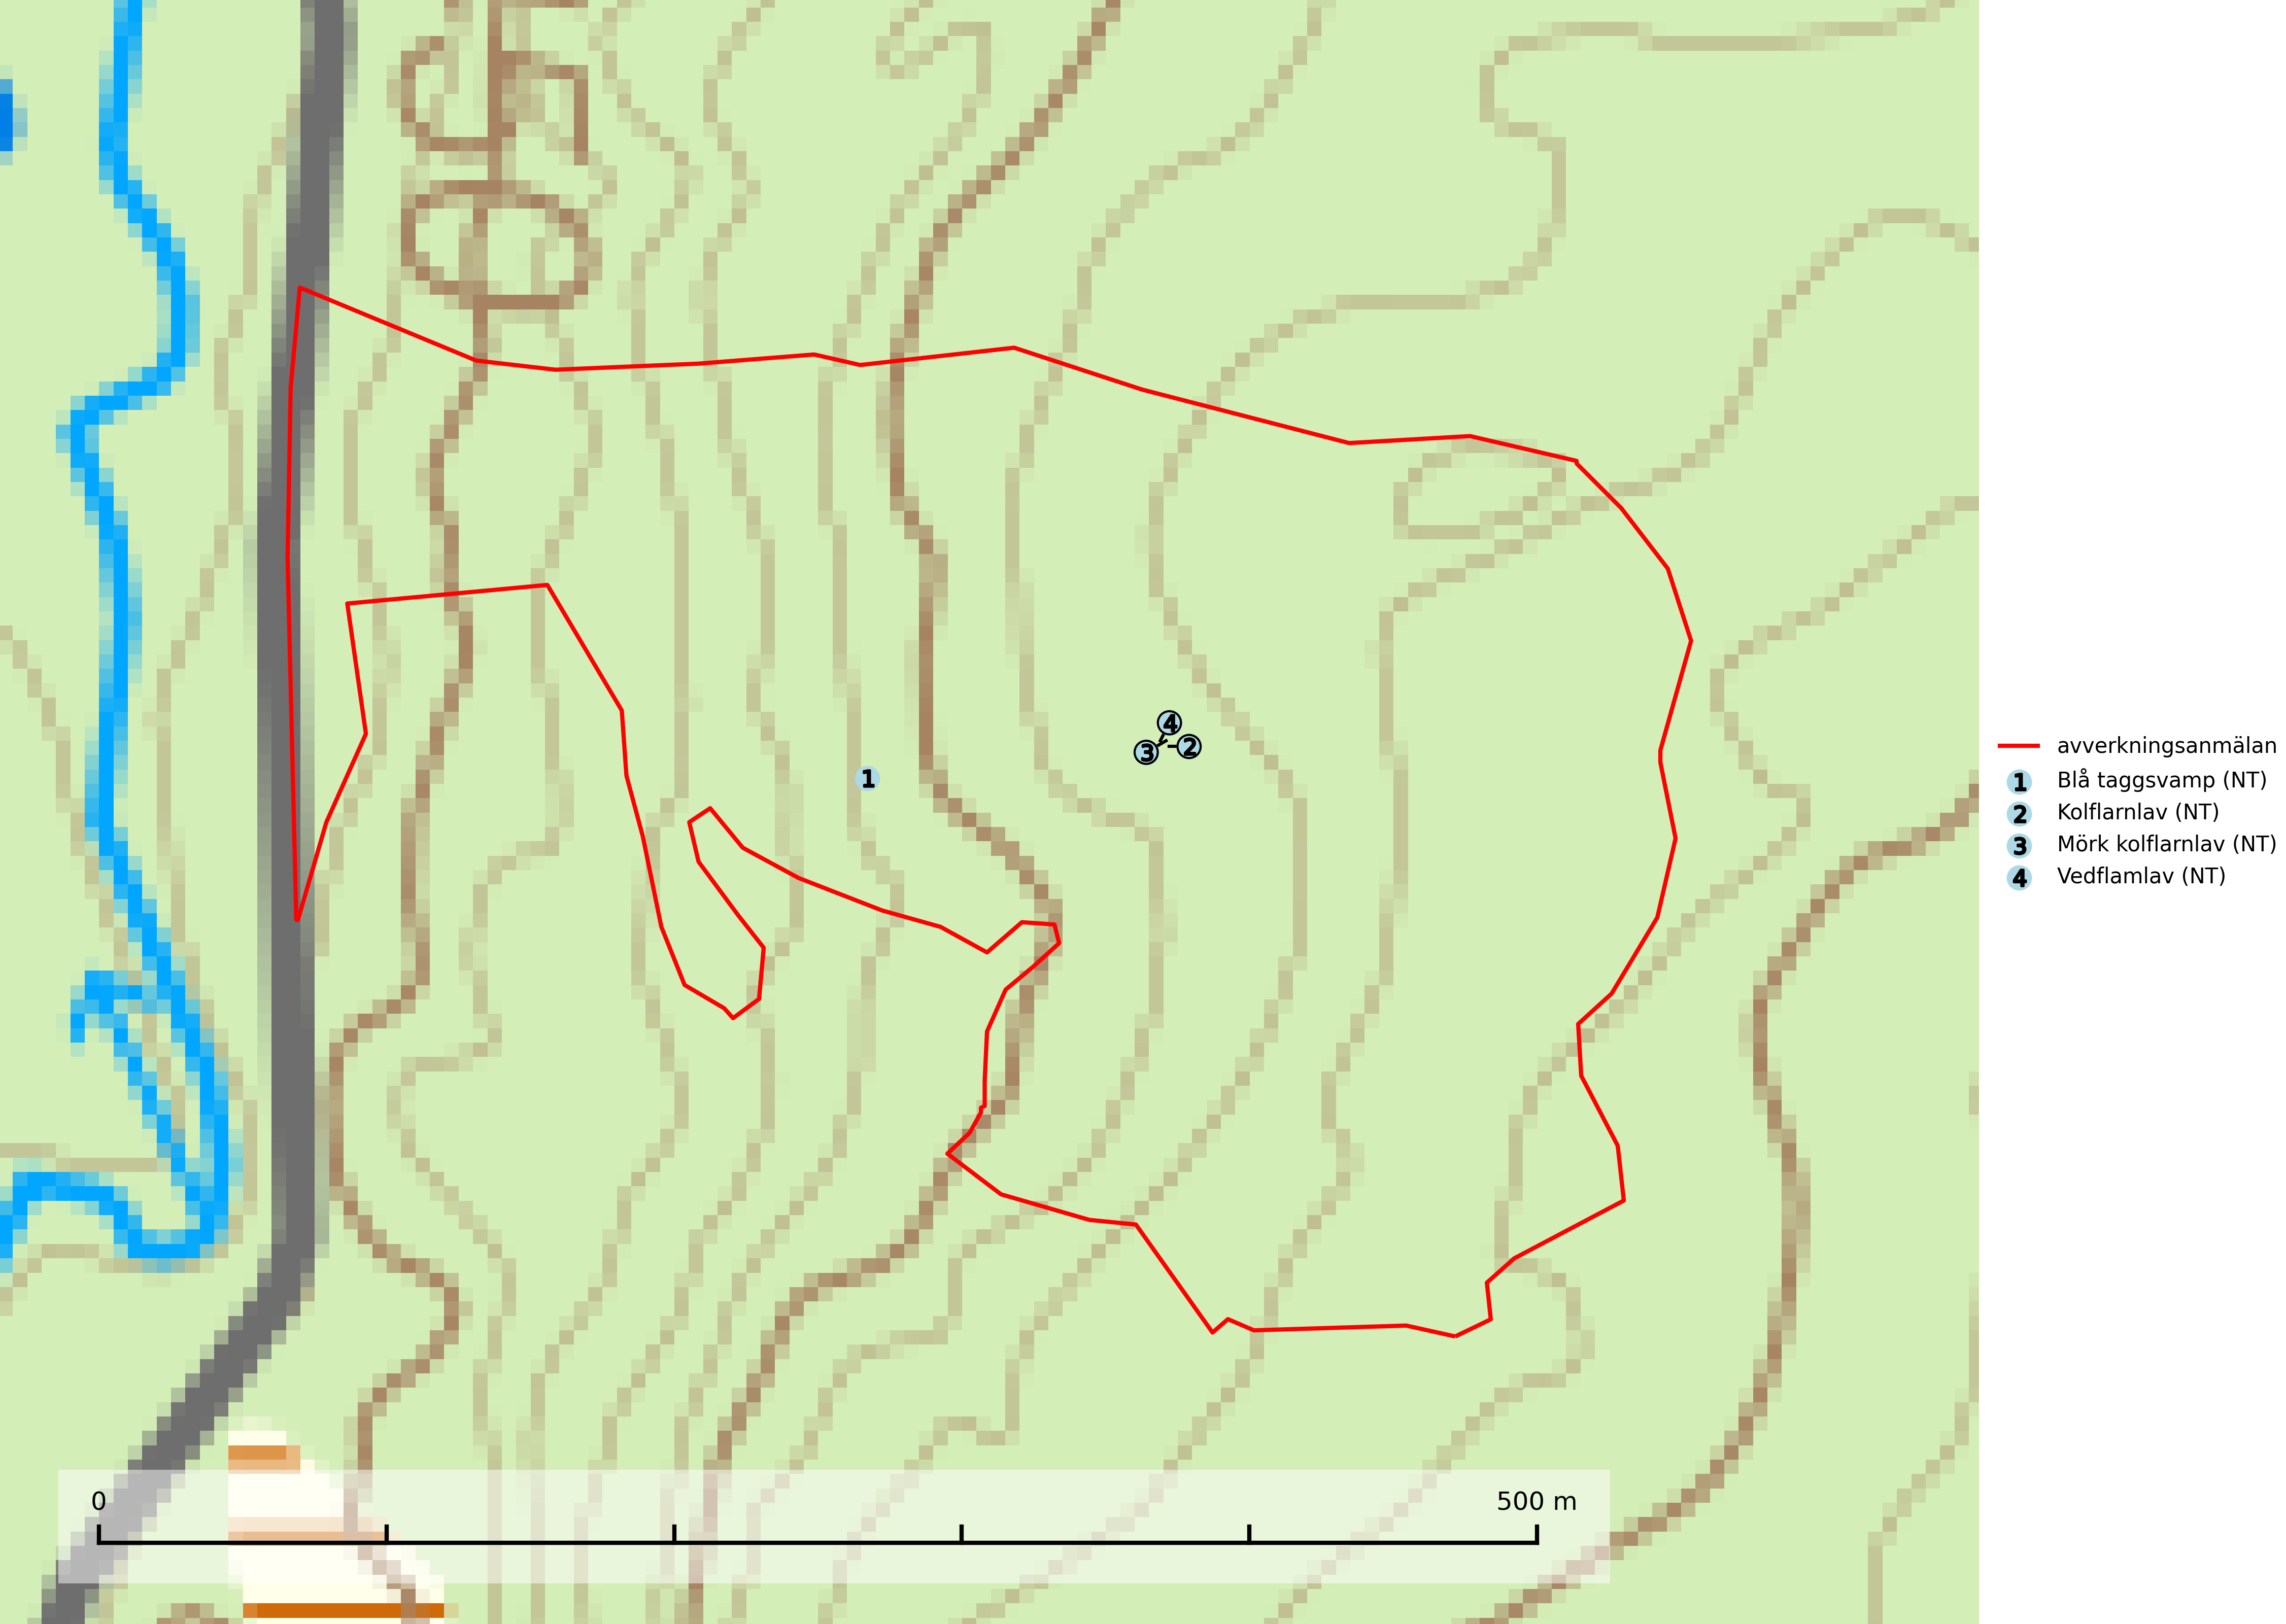 4
3 2
1
avverkningsanmälan
1 Blå taggsvamp (NT)
2 Kolflarnlav (NT)
3 Mörk kolflarnlav (NT)
4 Vedflamlav (NT)
0 500 m